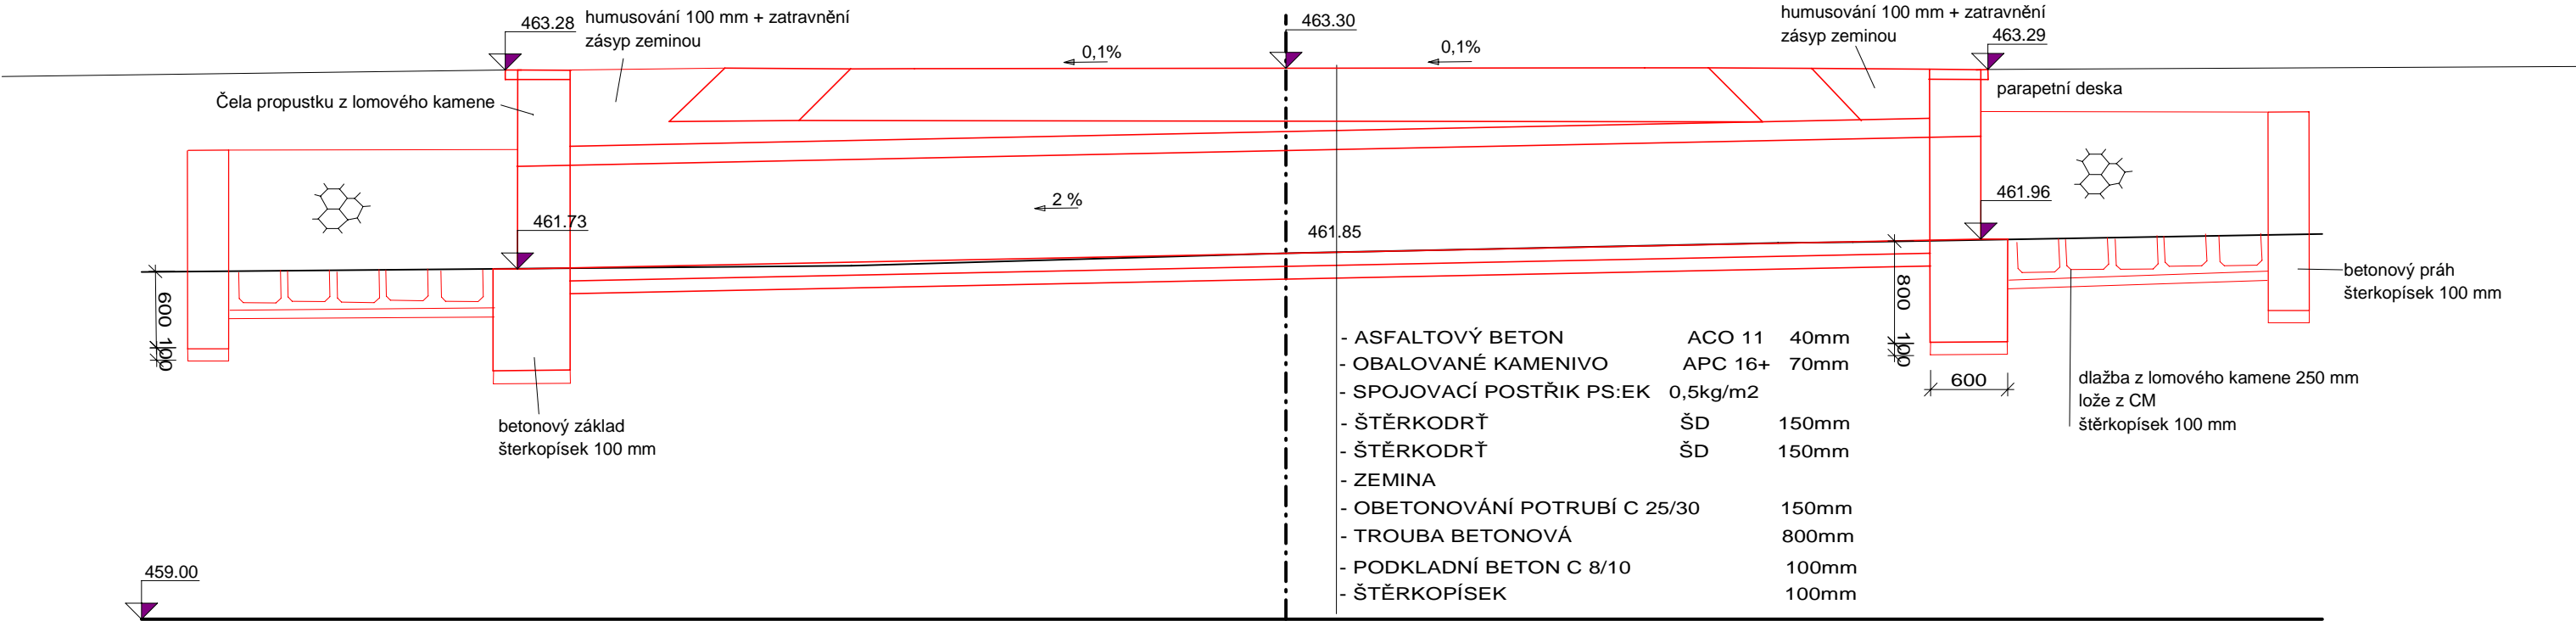 463.28
humusování 100 mm + zatravnění
zásyp zeminou
463.30
0,1%
0,1%
humusování 100 mm + zatravnění
zásyp zeminou
463.29
Čela propustku z lomového kamene
parapetní deska
461.73
2 %
461.85
461.96
600
100
800
100
600
betonový práh
šterkopísek 100 mm
betonový základ
šterkopísek 100 mm
dlažba z lomového kamene 250 mm
lože z CM
štěrkopísek 100 mm
- ASFALTOVÝ BETON ACO 11 40mm
- OBALOVANÉ KAMENIVO APC 16+ 70mm
- SPOJOVACÍ POSTŘIK PS:EK 0,5kg/m2
- ŠTĚRKODRŤ ŠD 150mm
- ŠTĚRKODRŤ ŠD 150mm
- ZEMINA
- OBETONOVÁNÍ POTRUBÍ C 25/30 150mm
- TROUBA BETONOVÁ 800mm
- PODKLADNÍ BETON C 8/10 100mm
- ŠTĚRKOPÍSEK 100mm
459.00